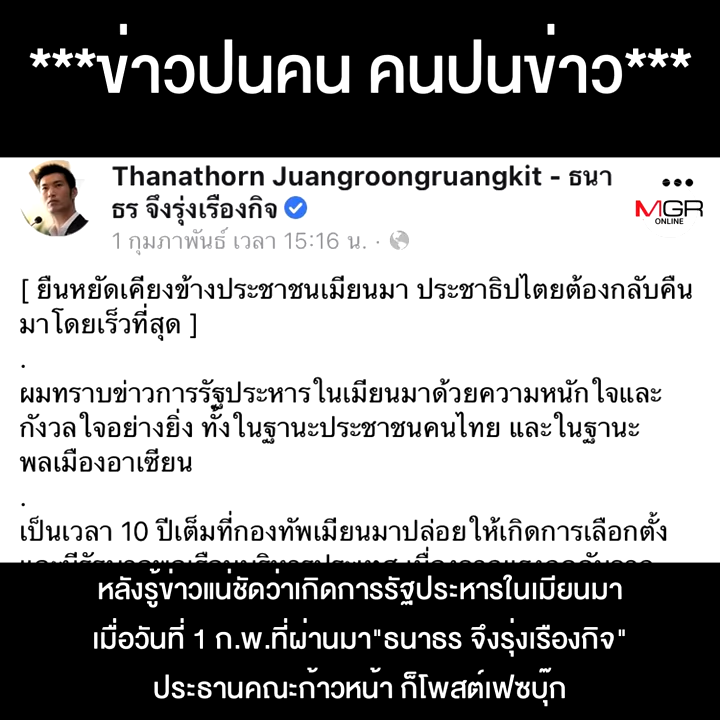 ***ข่าวปนคน คนปนข่าว***
Thanathorn Juangroongruangkit - ธนา
ธร จึงรุ่งเรืองกิจ
MGR
ONLINE
1 กุมภาพันธ์ เวลา 15:16 น. ·
[ ยืนหยัดเคียงข้างประชาชนเมียนมา ประชาธิปไตยต้องกลับคืน
มาโดยเร็วที่สุด ]
.
ผมทราบข่าวการรัฐประหารในเมียนมาด้วยความหนักใจและ
กังวลใจอย่างยิ่ง ทั้งในฐานะประชาชนคนไทย และในฐานะ
พลเมืองอาเซียน
.
เป็นเวลา 10 ปีเต็มที่กองทัพเมียนมาปล่อยให้เกิดการเลือกตั้ง
หลังรู้ข่าวแน่ชัดว่าเกิดการรัฐประหารในเมียนมา
เมื่อวันที่ 1 ก.พ.ที่ผ่านมา"ธนาธร จึงรุ่งเรืองกิจ"
ประธานคณะก้าวหน้า ก็โพสต์เฟซบุ๊ก